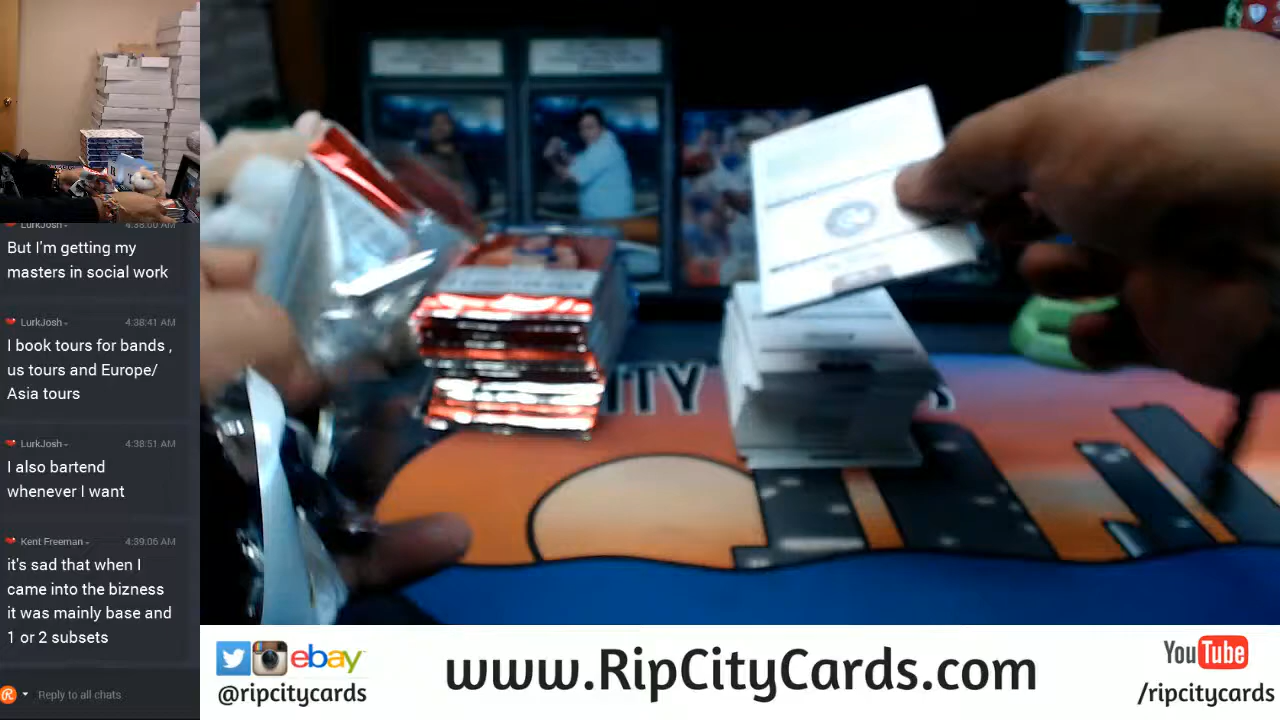 LurkJosh 4:38:00 AM
But I'm getting my
masters in social work
LurkJosh 4:38:41 AM
I book tours for bands ,
us tours and Europe/
Asia tours
LurkJosh 4:38:51 AM
I also bartend
whenever I want
Kent Freeman 4:39:05 AM
it's sad that when I
came into the bizness
it was mainly base and
1 or 2 subsets
Reply to all chats
ITY
S
ebay
@ripcitycards
www.RipCityCards.com
YouTube
/ripcitycards